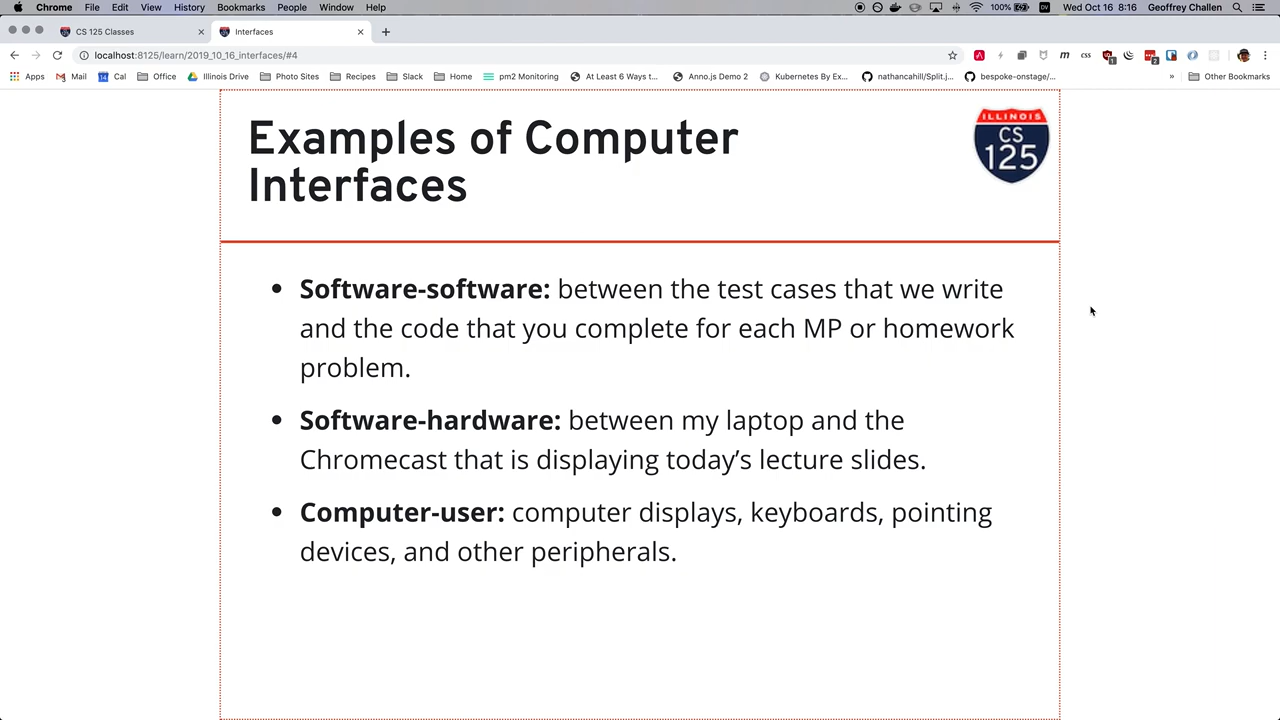 Chrome File Edit View History Bookmarks People Window Help 100% Wed Oct 16 8:16 Geoffrey Challen
CS 125 Classes Interfaces
localhost:8125/learn/2019_10_16_interfaces/#4
Apps Mail Cal Office Illinois Drive Photo Sites Recipes Slack Home pm2 Monitoring At Least 6 Ways t... Anno.js Demo 2 Kubernetes By Ex... nathancahill/Split.j... bespoke-onstage/... » Other Bookmarks
Examples of Computer
Interfaces
ILLINOIS
CS
125
• Software-software: between the test cases that we write
and the code that you complete for each MP or homework
problem.
• Software-hardware: between my laptop and the
Chromecast that is displaying today's lecture slides.
• Computer-user: computer displays, keyboards, pointing
devices, and other peripherals.